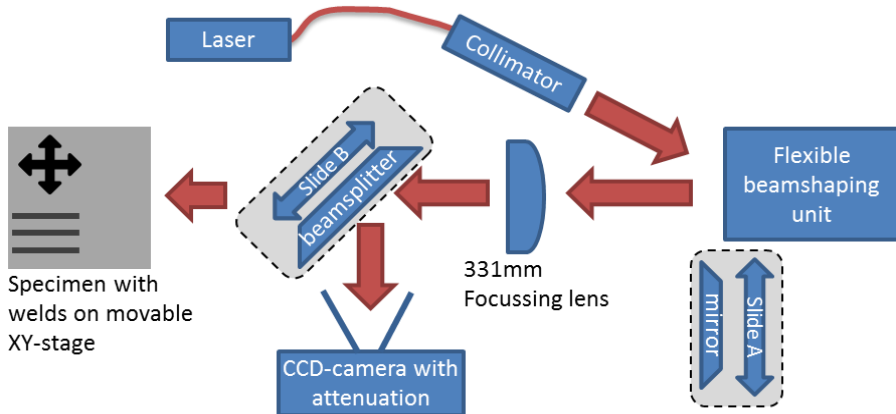 Laser
Collimator
Flexible
beamshaping
unit
Slide B
beamsplitter
331mm
Focussing lens
Specimen with
welds on movable
XY-stage
mirror
Slide A
CCD-camera with
attenuation